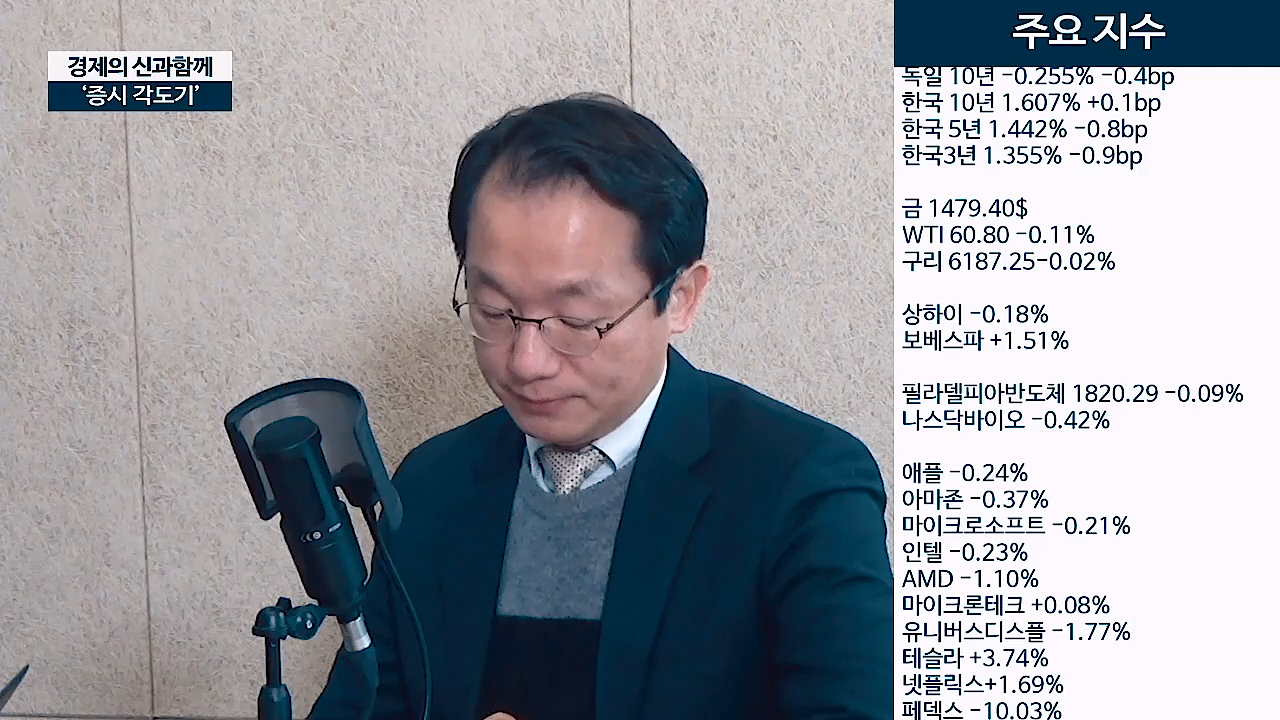 경제의 신과함께
‘증시 각도기’
주요 지수
독일 10년 -0.255% -0.4bp
한국 10년 1.607% +0.1bp
한국 5년 1.442% -0.8bp
한국3년 1.355% -0.9bp
금 1479.40$
WTI 60.80 -0.11%
구리 6187.25-0.02%
상하이 -0.18%
보베스파 +1.51%
필라델피아반도체 1820.29 -0.09%
나스닥바이오 -0.42%
애플 -0.24%
아마존 -0.37%
마이크로소프트 -0.21%
인텔 -0.23%
AMD -1.10%
마이크론테크 +0.08%
유니버스디스플 -1.77%
테슬라 +3.74%
넷플릭스+1.69%
페덱스 -10.03%